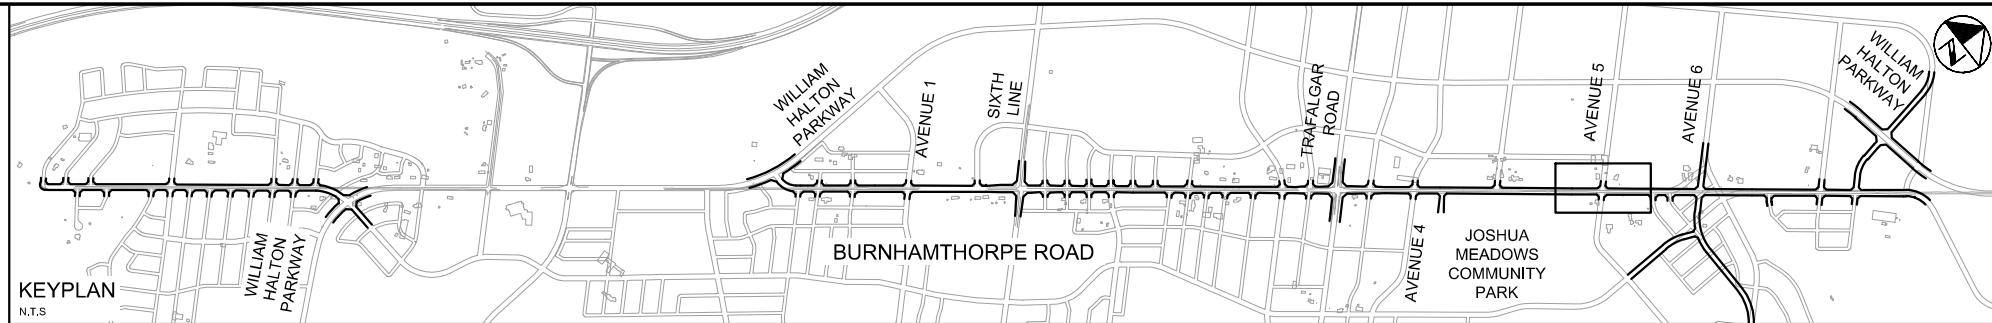 WILLIAM
HALTON
PARKWAY
AVENUE 1
SIXTH
LINE
TRAFALGAR
ROAD
AVENUE 5
AVENUE 6
WILLIAM
HALTON
PARKWAY
N
WILLIAM
HALTON
PARKWAY
BURNHAMTHORPE ROAD
AVENUE 4
JOSHUA
MEADOWS
COMMUNITY
PARK
KEYPLAN
N.T.S